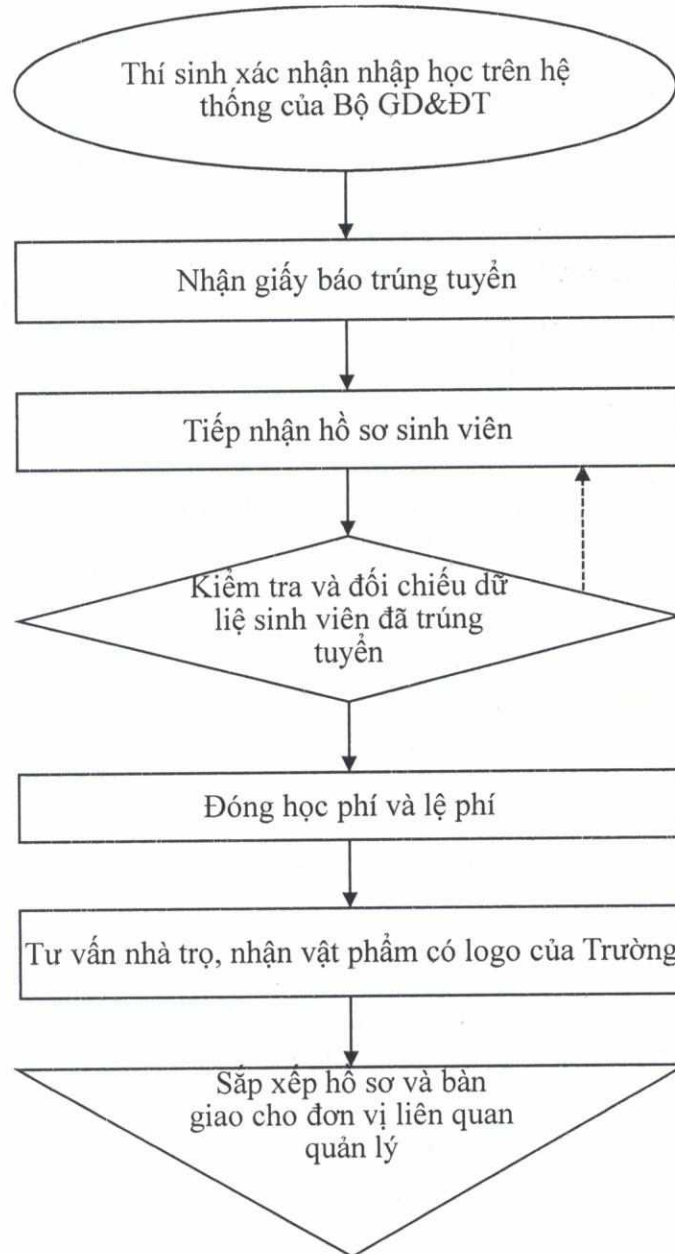 Thí sinh xác nhận nhập học trên hệ
thống của Bộ GD&ĐT
Nhận giấy báo trúng tuyển
Tiếp nhận hồ sơ sinh viên
Kiểm tra và đối chiếu dữ
liệ sinh viên đã trúng
tuyển
Đóng học phí và lệ phí
Tư vấn nhà trọ, nhận vật phẩm có logo của Trường
Sắp xếp hồ sơ và bàn
giao cho đơn vị liên quan
quản lý